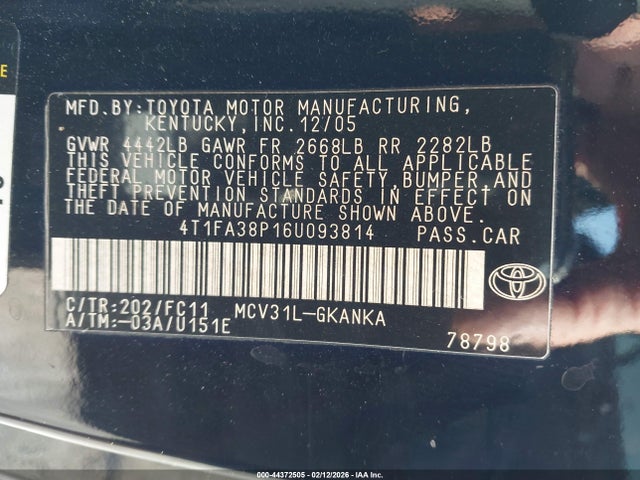 MFD. BY: TOYOTA MOTOR MANUFACTURING,
KENTUCKY, INC. 12/05
GVWR 4442LB GAWR FR 2668LB RR 2282LB
THIS VEHICLE CONFORMS TO ALL APPLICABLE
FEDERAL MOTOR VEHICLE SAFETY, BUMPER, AND
THEFT PREVENTION STANDARDS IN EFFECT ON
THE DATE OF MANUFACTURE SHOWN ABOVE.
4T1FA38P16U093814 PASS. CAR
C/TR: 202/FC11 MCV31L-GKANKA
A/TM:-03A/U151E
78798
TOYOTA
000-44372505 - 02/12/2026 - IAA Inc.